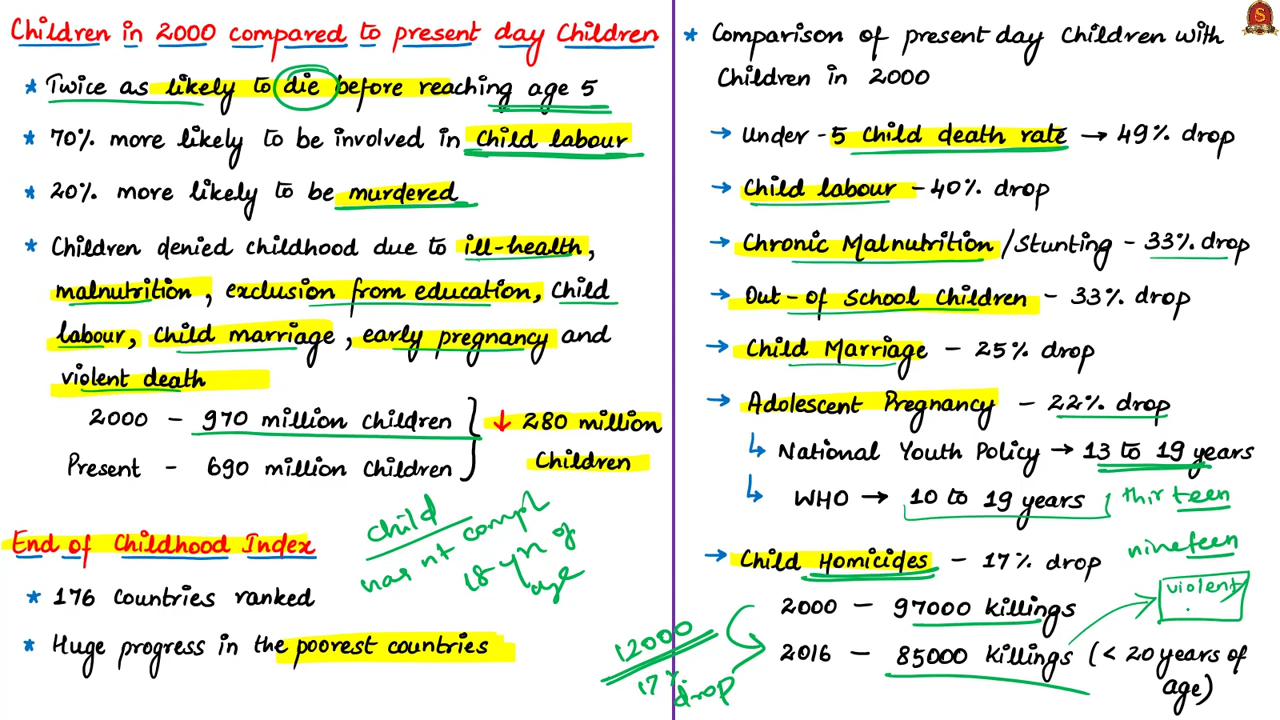 Children in 2000 compared to present day Children
* Twice as likely to die before reaching age 5
* 70% more likely to be involved in Child labour
* 20% more likely to be murdered
* Children denied childhood due to ill-health,
malnutrition, exclusion from education, Child
labour, Child marriage, early pregnancy and
violent death
2000 - 970 million Children
↓ 280 million
Children
Present - 690 million Children
child
has nt compl
18 yrs of
age
End of Childhood Index
* 176 Countries ranked
* Huge progress in the poorest countries
* Comparison of present day Children with
Children in 2000
→ Under-5 Child death rate → 49% drop
→ Child labour - 40% drop
→ Chronic Malnutrition/Stunting - 33% drop
→ Out-of School Children - 33% drop
→ Child Marriage - 25% drop
→ Adolescent Pregnancy - 22% drop
↳ National Youth Policy → 13 to 19 years
↳ WHO → 10 to 19 years
thirteen
nineteen
→ Child Homicides - 17% drop
violent
2000 - 97000 killings
2016 - 85000 killings (< 20 years of
age)
12000
17% drop
S